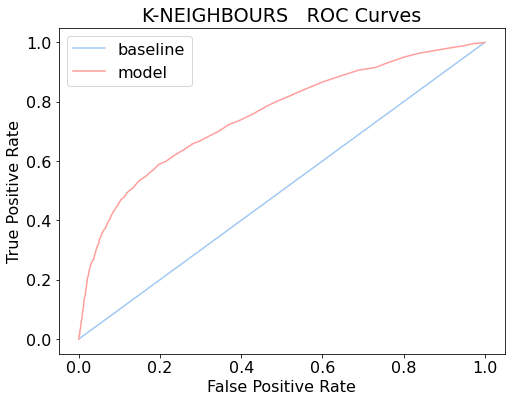 K-NEIGHBOURS   ROC Curves
baseline
model
True Positive Rate
1.0
0.8
0.6
0.4
0.2
0.0
0.0 0.2 0.4 0.6 0.8 1.0
False Positive Rate